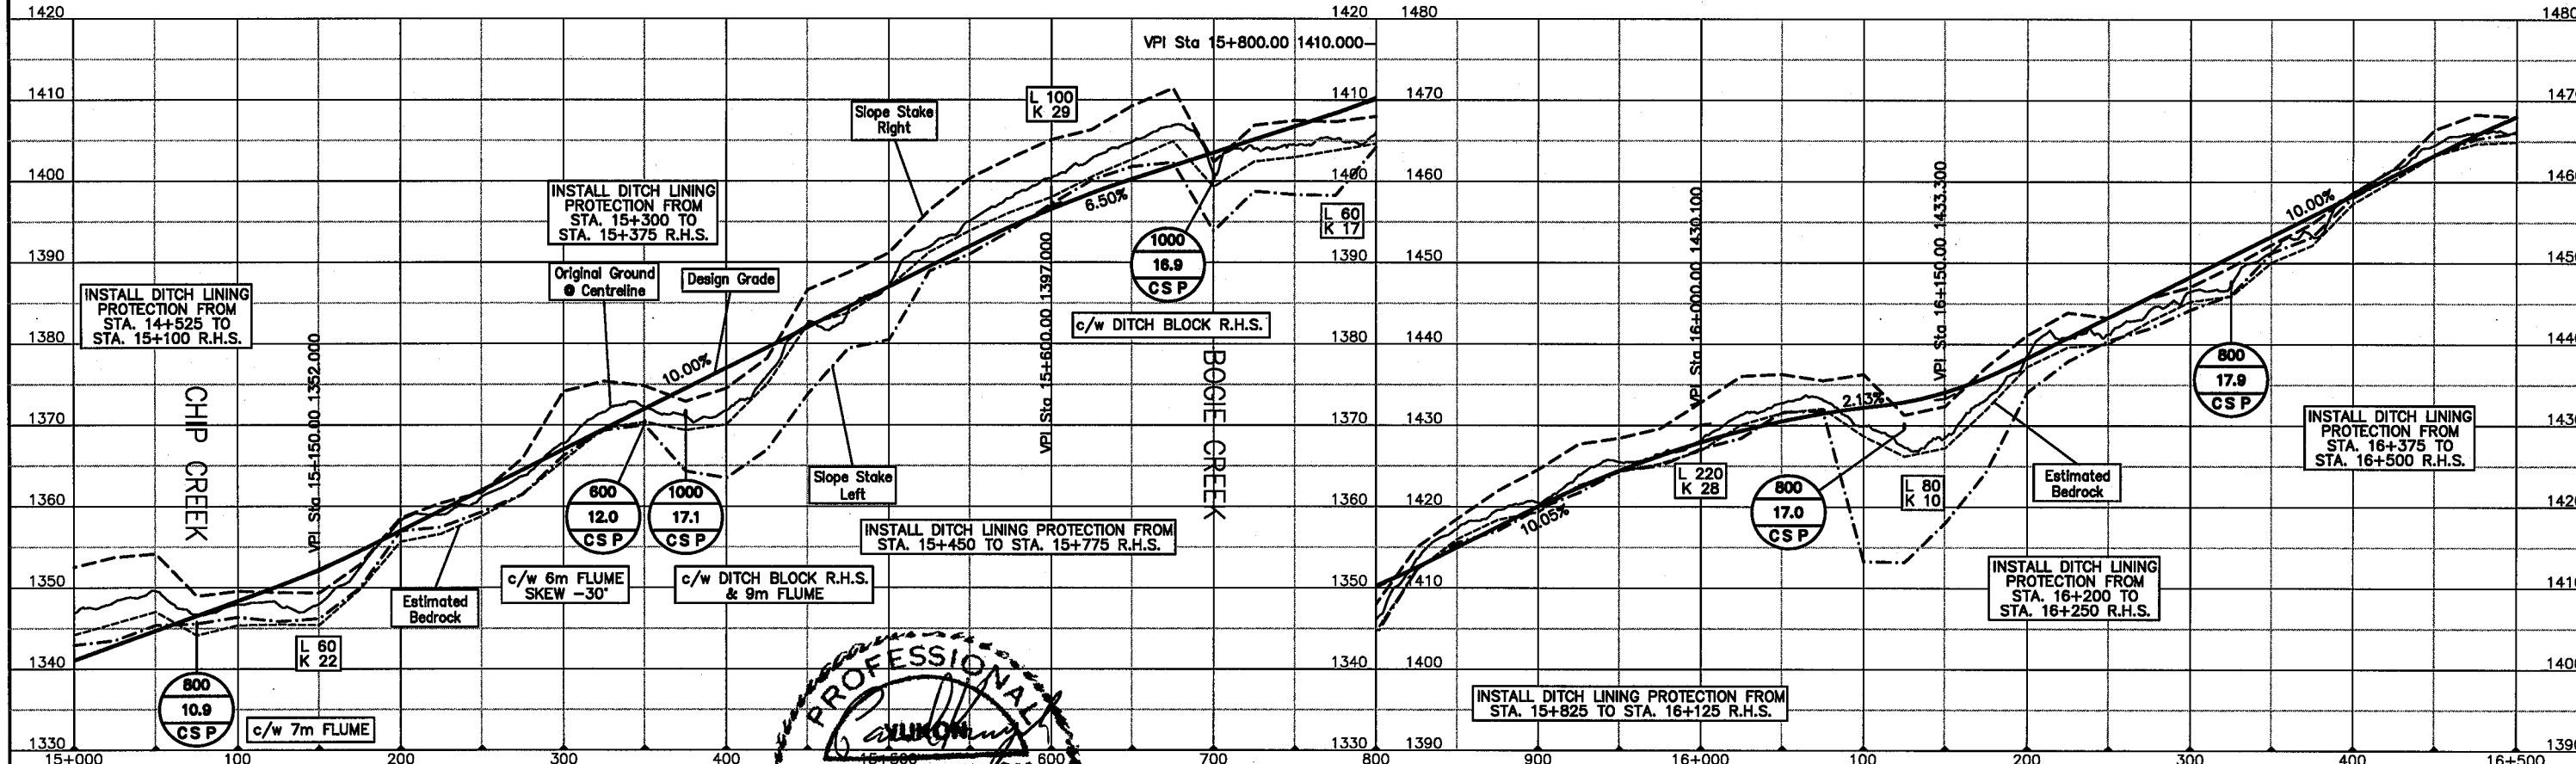 1420
1410
1400
1390
1380
1370
1360
1350
1340
1330
1420
1410
1400
1390
1380
1370
1360
1350
1340
1330
1480
1470
1460
1450
1440
1430
1420
1410
1400
1390
1480
1470
1460
1450
1440
1430
1420
1410
1400
1390
INSTALL DITCH LINING
PROTECTION FROM
STA. 14+525 TO
STA. 15+100 R.H.S.
CHIP CREEK
800
10.9
CSP
c/w 7m FLUME
VPI Sta 15+150.00 1352.000
L 60
K 22
Estimated
Bedrock
INSTALL DITCH LINING
PROTECTION FROM
STA. 15+300 TO
STA. 15+375 R.H.S.
Original Ground
@ Centreline
Design Grade
10.00%
600
12.0
CSP
c/w 6m FLUME
SKEW -30°
1000
17.1
CSP
c/w DITCH BLOCK R.H.S.
& 9m FLUME
Slope Stake
Right
Slope Stake
Left
INSTALL DITCH LINING PROTECTION FROM
STA. 15+450 TO STA. 15+775 R.H.S.
L 100
K 29
VPI Sta 15+600.00 1397.000
6.50%
1000
16.9
CSP
c/w DITCH BLOCK R.H.S.
BOGIE CREEK
VPI Sta 15+800.00 1410.000
L 60
K 17
PROFESSIONAL
YUKON
10.05%
INSTALL DITCH LINING PROTECTION FROM
STA. 15+825 TO STA. 16+125 R.H.S.
VPI Sta 16+000.00 1430.100
L 220
K 28
800
17.0
CSP
2.13%
L 80
K 10
VPI Sta 16+150.00 1433.300
Estimated
Bedrock
INSTALL DITCH LINING
PROTECTION FROM
STA. 16+200 TO
STA. 16+250 R.H.S.
800
17.9
CSP
10.00%
INSTALL DITCH LINING
PROTECTION FROM
STA. 16+375 TO
STA. 16+500 R.H.S.
15+000 100 200 300 400 15+500 600 700 800 900 16+000 100 200 300 400 16+500